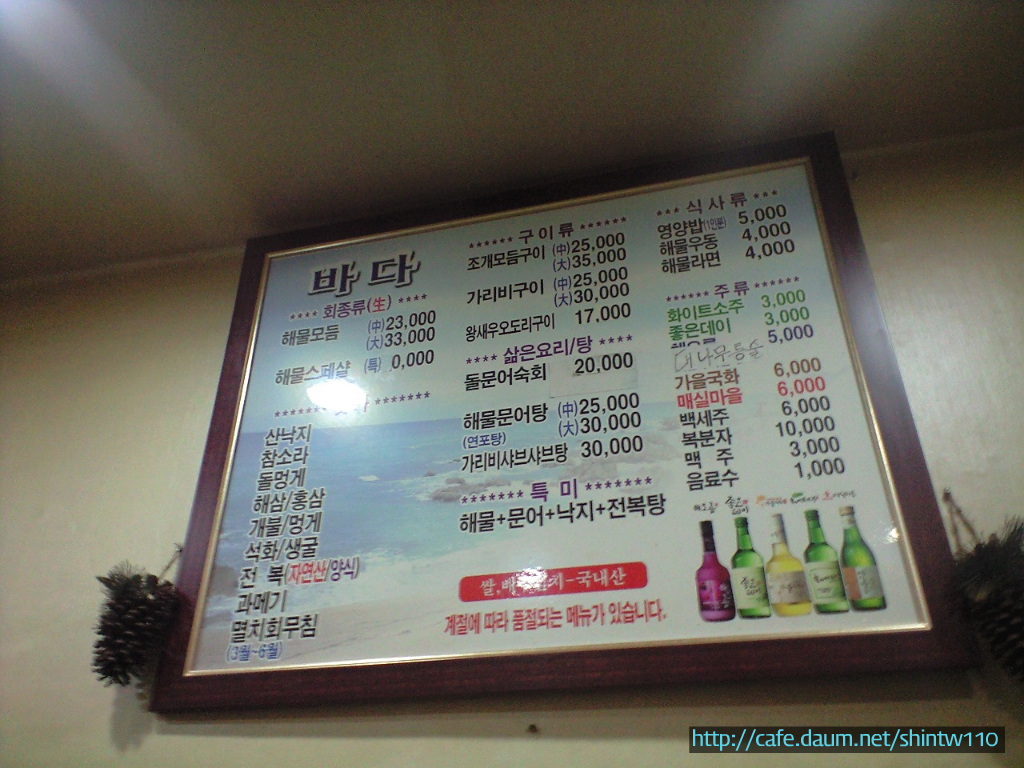 바다
**** 회종류(生) ****
해물모듬 (中)23,000
(大)33,000
해물스페샬 (특) 0,000
산낙지
참소라
돌멍게
해삼/홍삼
개불/멍게
석화/생굴
전 복(자연산/양식)
과메기
멸치회무침
(3월~6월)
****** 구이류 ******
조개모듬구이 (中)25,000
(大)35,000
가리비구이 (中)25,000
(大)30,000
왕새우오도리구이 17,000
**** 삶은요리/탕 ****
돌문어숙회 20,000
해물문어탕 (中)25,000
(연포탕) (大)30,000
가리비샤브샤브탕 30,000
******* 특 미 *******
해물+문어+낙지+전복탕
쌀,배 치-국내산
계절에 따라 품절되는 메뉴가 있습니다.
*** 식사류 ***
영양밥(1인분) 5,000
해물우동 4,000
해물라면 4,000
****** 주류 ******
화이트소주 3,000
좋은데이 3,000
5,000
대나무통술
가을국화 6,000
매실마을 6,000
백세주 6,000
복분자 10,000
맥 주 3,000
음료수 1,000
http://cafe.daum.net/shintw110